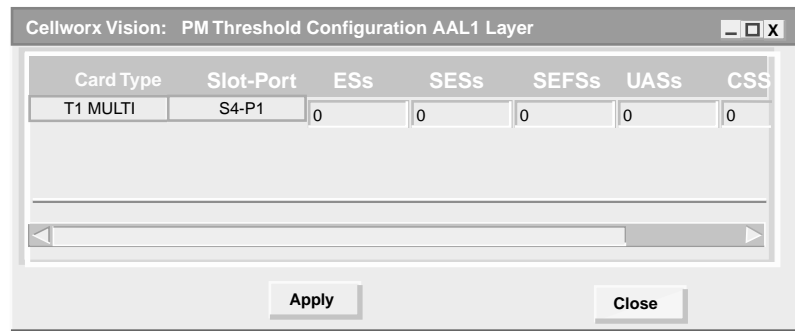 Cellworx Vision: PM Threshold Configuration AAL1 Layer
Card Type Slot-Port ESs SESs SEFSs UASs CSS
T1 MULTI S4-P1 0 0 0 0 0
Apply Close